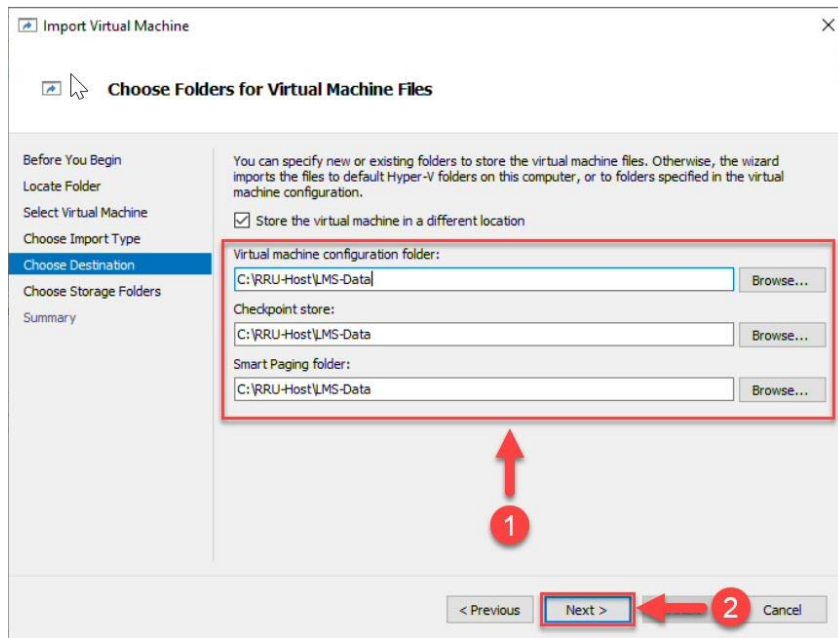 Import Virtual Machine
Choose Folders for Virtual Machine Files
Before You Begin
Locate Folder
Select Virtual Machine
Choose Import Type
Choose Destination
Choose Storage Folders
Summary
You can specify new or existing folders to store the virtual machine files. Otherwise, the wizard
imports the files to default Hyper-V folders on this computer, or to folders specified in the virtual
machine configuration.
Store the virtual machine in a different location
Virtual machine configuration folder:
C:\RRU-Host\LMS-Data
Browse...
Checkpoint store:
C:\RRU-Host\LMS-Data
Browse...
Smart Paging folder:
C:\RRU-Host\LMS-Data
Browse...
1
< Previous
Next >
2
Cancel